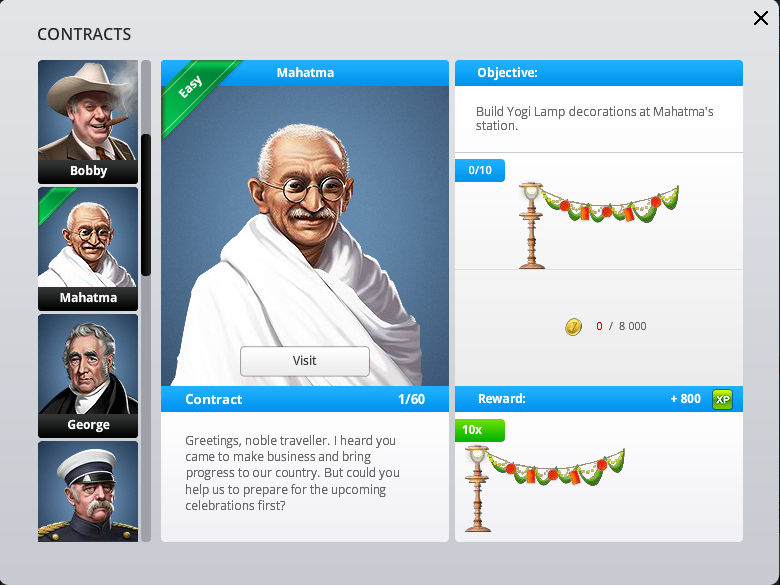 CONTRACTS
Bobby
Mahatma
George
Easy
Mahatma
Visit
Contract 1/60
Greetings, noble traveller. I heard you
came to make business and bring
progress to our country. But could you
help us to prepare for the upcoming
celebrations first?
Objective:
Build Yogi Lamp decorations at Mahatma's
station.
0/10
0 / 8 000
Reward: + 800 XP
10x